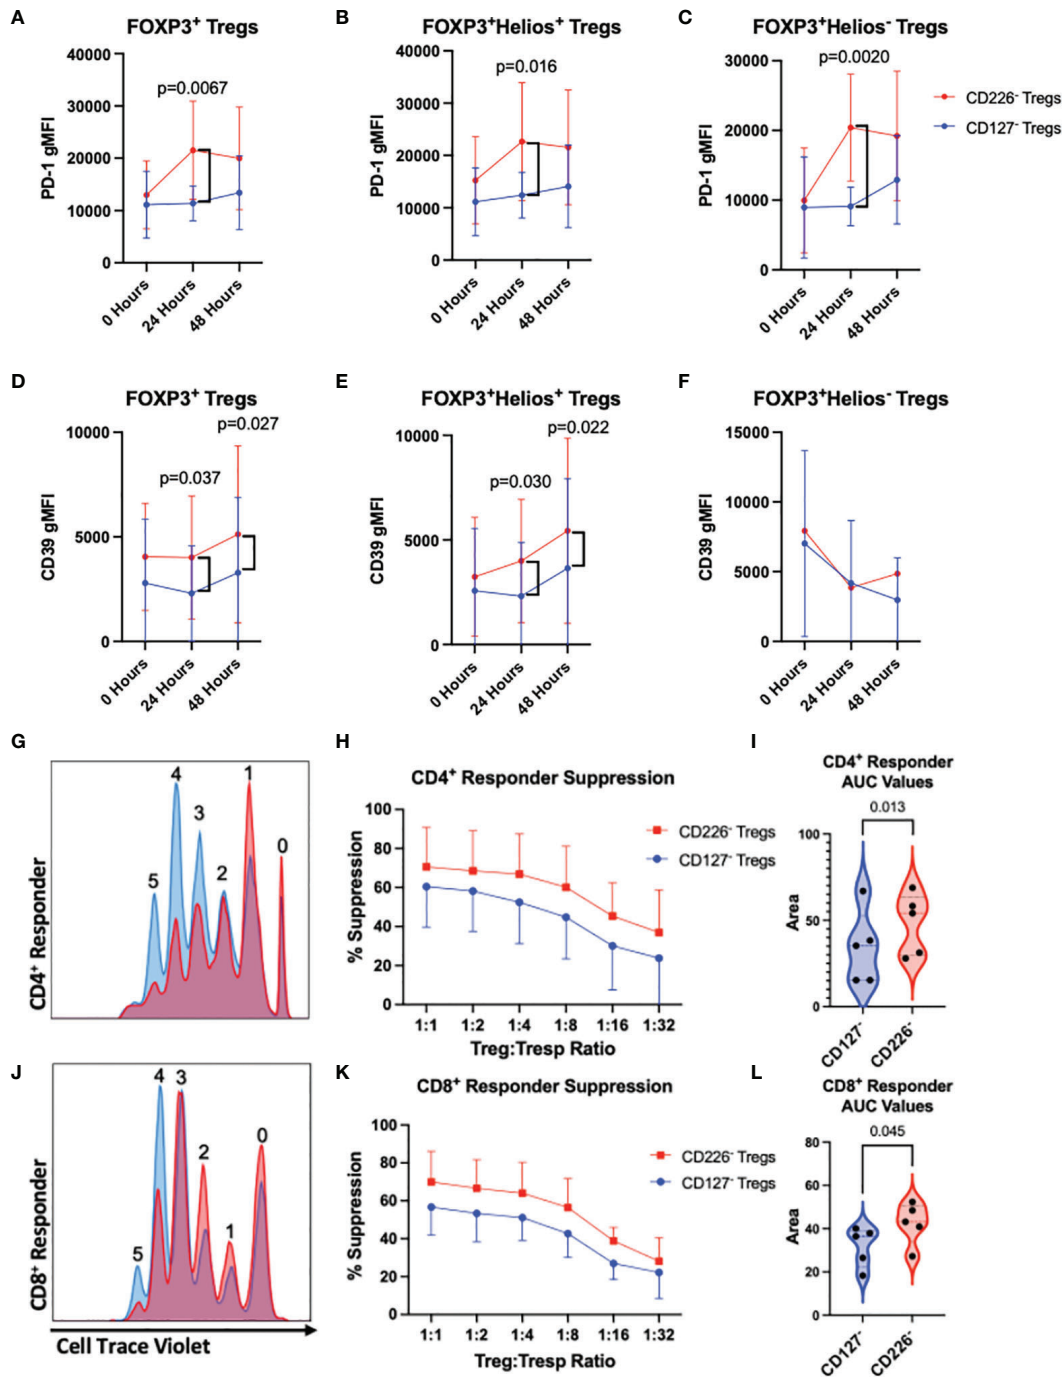 A
FOXP3+ Tregs
PD-1 gMFI
40000
30000
20000
10000
0
p=0.0067
0 Hours
24 Hours
48 Hours
B
FOXP3+Helios+ Tregs
PD-1 gMFI
40000
30000
20000
10000
0
p=0.016
0 Hours
24 Hours
48 Hours
C
FOXP3+Helios- Tregs
PD-1 gMFI
30000
20000
10000
0
p=0.0020
0 Hours
24 Hours
48 Hours
CD226- Tregs
CD127- Tregs
D
FOXP3+ Tregs
CD39 gMFI
10000
5000
0
p=0.037
p=0.027
0 Hours
24 Hours
48 Hours
E
FOXP3+Helios+ Tregs
CD39 gMFI
10000
5000
0
p=0.030
p=0.022
0 Hours
24 Hours
48 Hours
F
FOXP3+Helios- Tregs
CD39 gMFI
15000
10000
5000
0
0 Hours
24 Hours
48 Hours
G
CD4+ Responder
5
4
3
2
1
0
H
CD4+ Responder Suppression
% Suppression
100
80
60
40
20
0
1:1
1:2
1:4
1:8
1:16
1:32
Treg:Tresp Ratio
CD226- Tregs
CD127- Tregs
I
CD4+ Responder
AUC Values
0.013
Area
100
50
0
CD127-
CD226-
J
CD8+ Responder
5
4
3
2
1
0
Cell Trace Violet
K
CD8+ Responder Suppression
% Suppression
100
80
60
40
20
0
1:1
1:2
1:4
1:8
1:16
1:32
Treg:Tresp Ratio
CD226- Tregs
CD127- Tregs
L
CD8+ Responder
AUC Values
0.045
Area
80
60
40
20
0
CD127-
CD226-